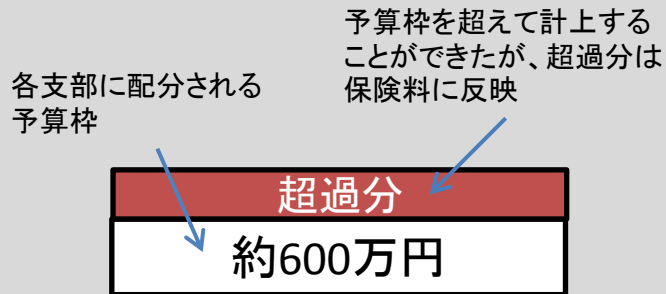 予算枠を超えて計上する
ことができたが、超過分は
保険料に反映
各支部に配分される
予算枠
超過分
約600万円